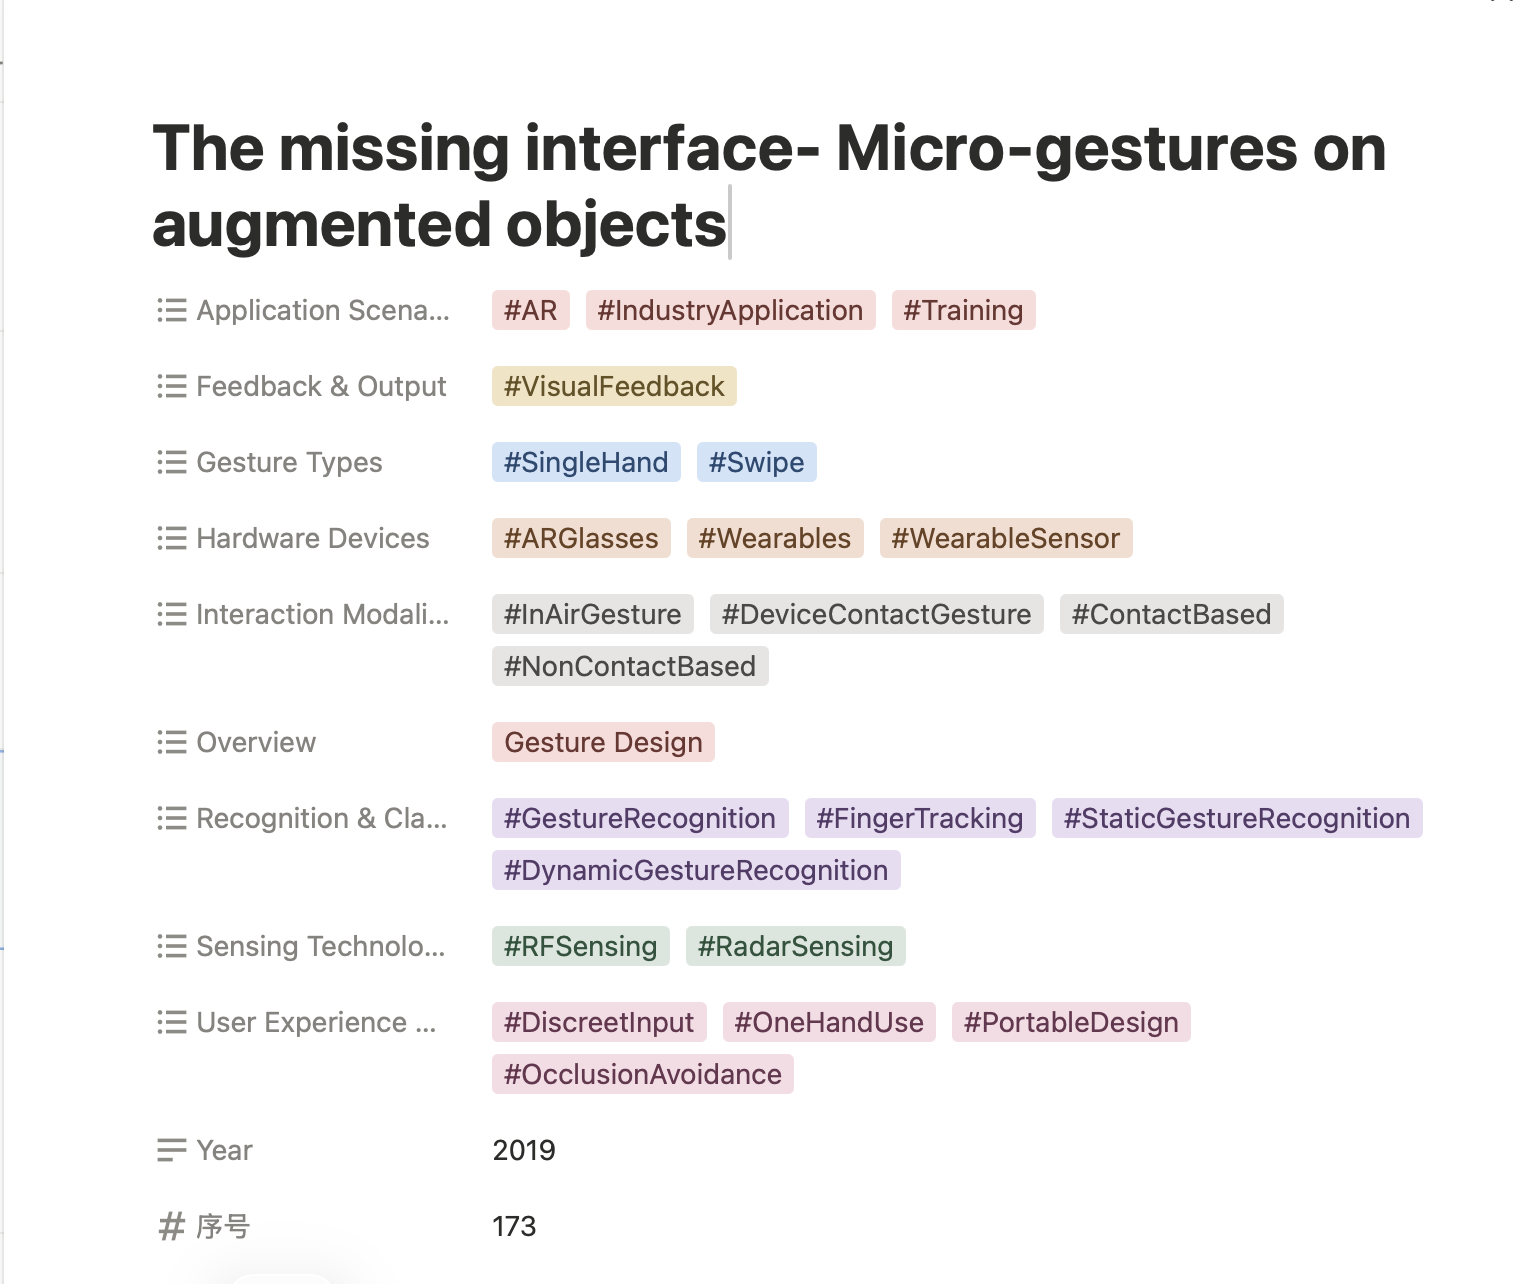 The missing interface- Micro-gestures on
augmented objects
Application Scena... #AR #IndustryApplication #Training
Feedback & Output #VisualFeedback
Gesture Types #SingleHand #Swipe
Hardware Devices #ARGlasses #Wearables #WearableSensor
Interaction Modali... #InAirGesture #DeviceContactGesture #ContactBased
#NonContactBased
Overview Gesture Design
Recognition & Cla... #GestureRecognition #FingerTracking #StaticGestureRecognition
#DynamicGestureRecognition
Sensing Technolo... #RFSensing #RadarSensing
User Experience ... #DiscreetInput #OneHandUse #PortableDesign
#OcclusionAvoidance
Year 2019
序号 173